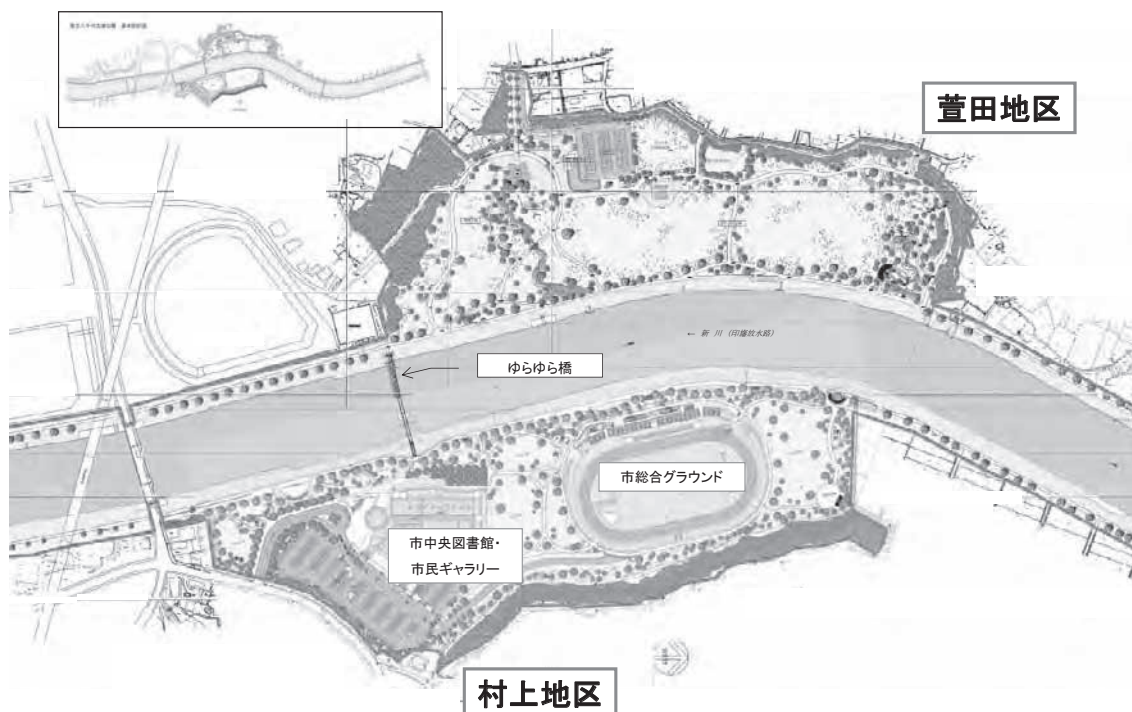 萱田地区
← 新 川 (印旛放水路)
ゆらゆら橋
市総合グラウンド
市中央図書館・
市民ギャラリー
村上地区